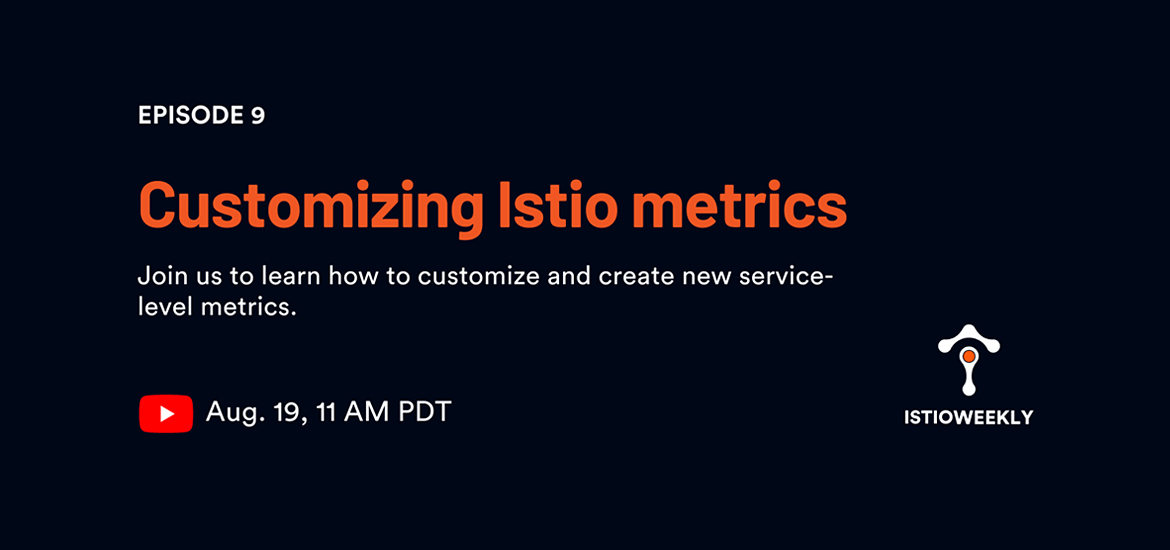 EPISODE 9
Customizing Istio metrics
Join us to learn how to customize and create new service-
level metrics.
Aug. 19, 11 AM PDT
ISTIOWEEKLY